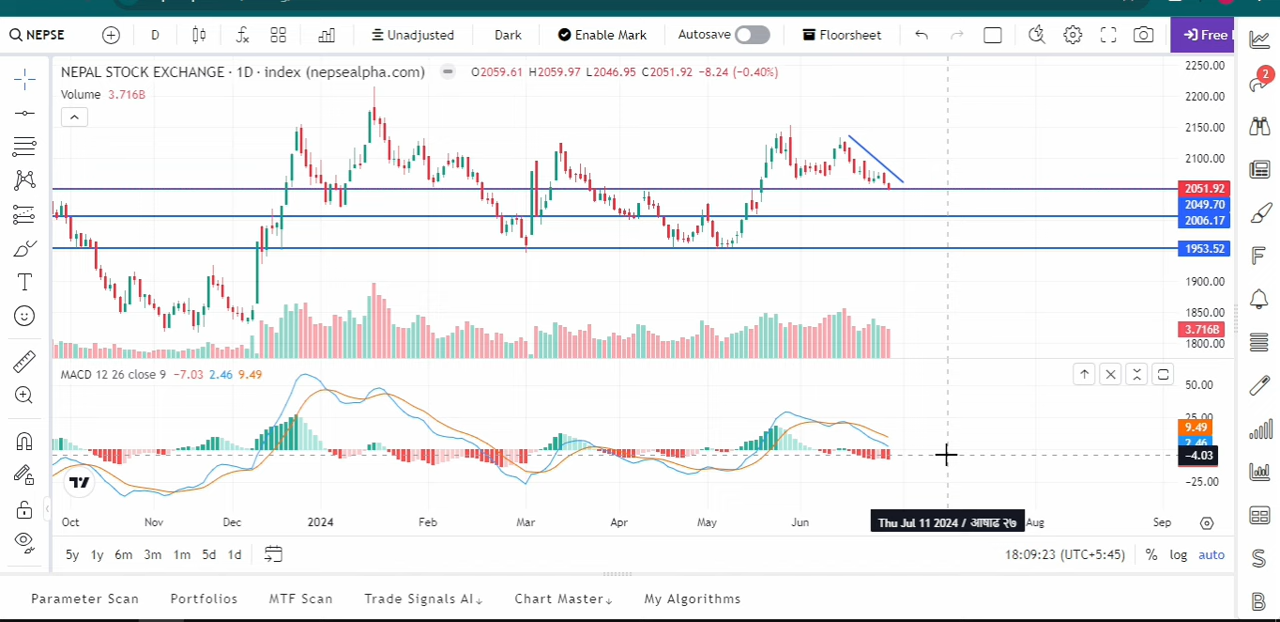 NEPSE
D
Unadjusted
Dark
Enable Mark
Autosave
Floorsheet
Free
NEPAL STOCK EXCHANGE · 1D · index (nepsealpha.com)
O2059.61 H2059.97 L2046.95 C2051.92 −8.24 (−0.40%)
Volume 3.716B
2250.00
2200.00
2150.00
2100.00
2051.92
2049.70
2006.17
1953.52
1900.00
1850.00
3.716B
1800.00
2
MACD 12 26 close 9 −7.03 2.46 9.49
50.00
25.00
9.49
2.46
−4.03
−25.00
Oct Nov Dec 2024 Feb Mar Apr May Jun Aug Sep
Thu Jul 11 2024 / आषाढ २७
5y 1y 6m 3m 1m 5d 1d
18:09:23 (UTC+5:45) % log auto
Parameter Scan Portfolios MTF Scan Trade Signals AI↓ Chart Master↓ My Algorithms